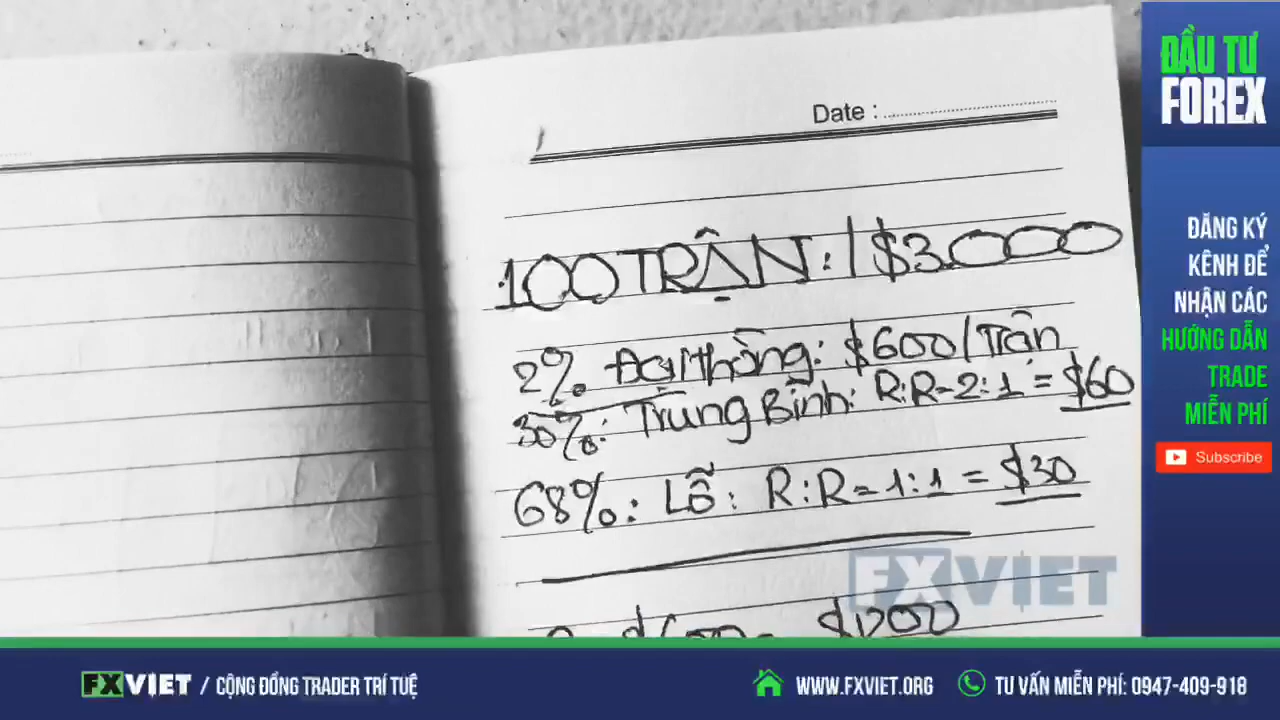 Date :
100 TRẬN: / $3.000
2% Đại thắng: $600/Trận
30%: Trung Bình: R:R=2:1 = $60
68%: Lỗ: R:R=1:1 = $30
FXVIET
ĐẦU TƯ
FOREX
ĐĂNG KÝ
KÊNH ĐỂ
NHẬN CÁC
HƯỚNG DẪN
TRADE
MIỄN PHÍ
Subscribe
FXVIET / CỘNG ĐỒNG TRADER TRÍ TUỆ
WWW.FXVIET.ORG
TƯ VẤN MIỄN PHÍ: 0947-409-918